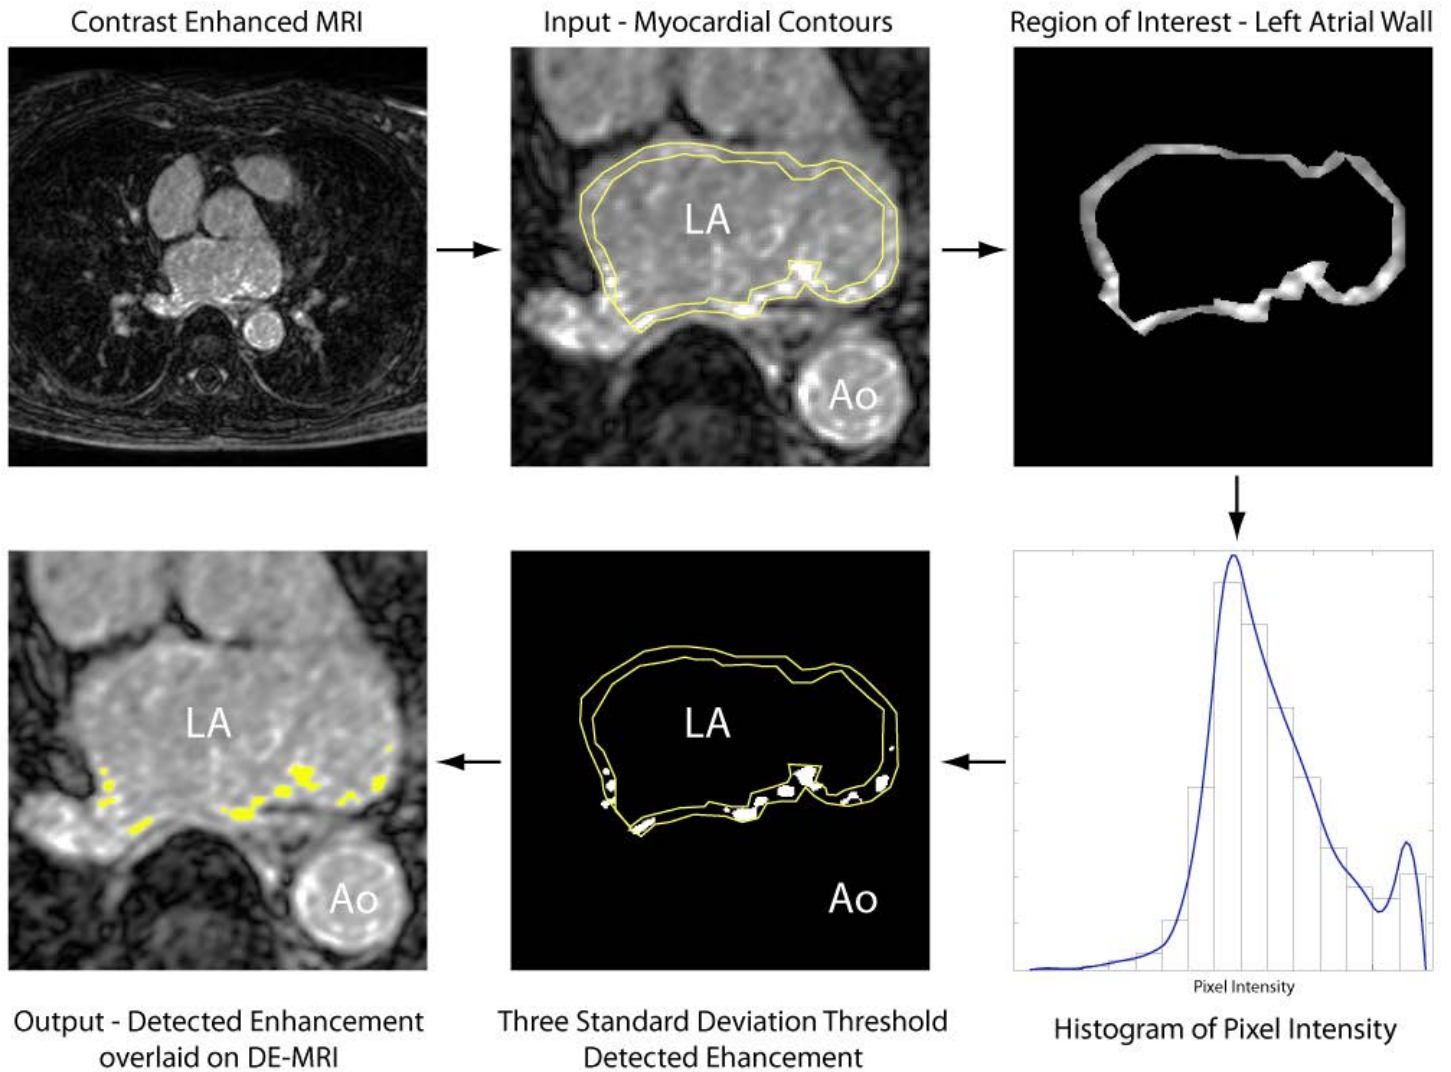 Contrast Enhanced MRI
Input - Myocardial Contours
Region of Interest - Left Atrial Wall
LA
Ao
LA
Ao
LA
Ao
Pixel Intensity
Output - Detected Enhancement
overlaid on DE-MRI
Three Standard Deviation Threshold
Detected Ehancement
Histogram of Pixel Intensity